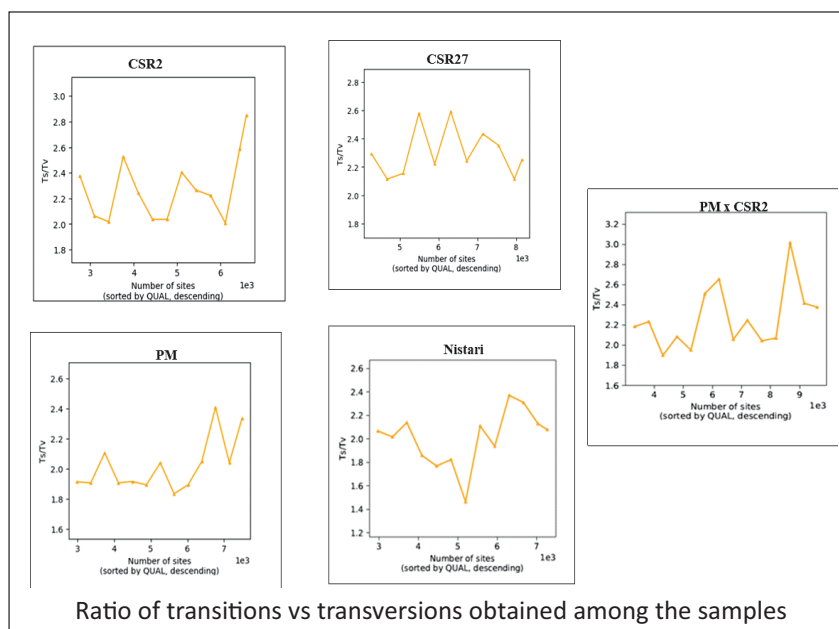 CSR2
3.0
2.8
2.6
2.4
2.2
2.0
1.8
Ts/Tv
3 4 5 6
1e3
Number of sites
(sorted by QUAL, descending)
CSR27
2.8
2.6
2.4
2.2
2.0
1.8
Ts/Tv
5 6 7 8
1e3
Number of sites
(sorted by QUAL, descending)
PM x CSR2
3.2
3.0
2.8
2.6
2.4
2.2
2.0
1.8
1.6
Ts/Tv
4 5 6 7 8 9
1e3
Number of sites
(sorted by QUAL, descending)
PM
2.6
2.4
2.2
2.0
1.8
1.6
Ts/Tv
3 4 5 6 7
1e3
Number of sites
(sorted by QUAL, descending)
Nistari
2.6
2.4
2.2
2.0
1.8
1.6
1.4
1.2
Ts/Tv
3 4 5 6 7
1e3
Number of sites
(sorted by QUAL, descending)
Ratio of transitions vs transversions obtained among the samples